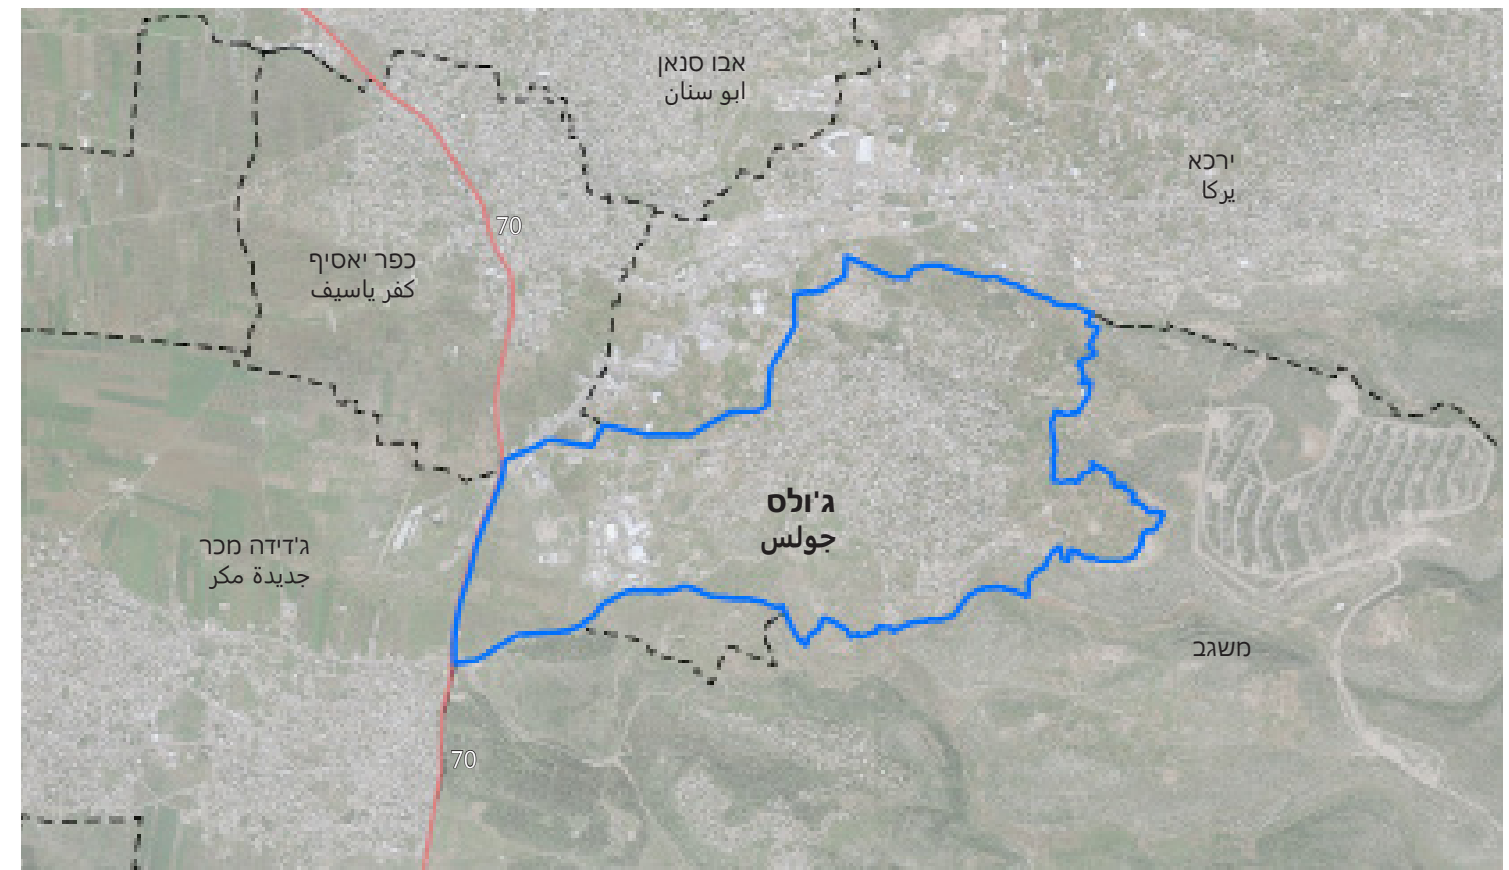 אבו סנאן
ابو سنان
ירכא
يركا
70
כפר יאסיף
كفر ياسيف
ג'ולס
جولس
ג'דידה מכר
جديدة مكر
משגב
70